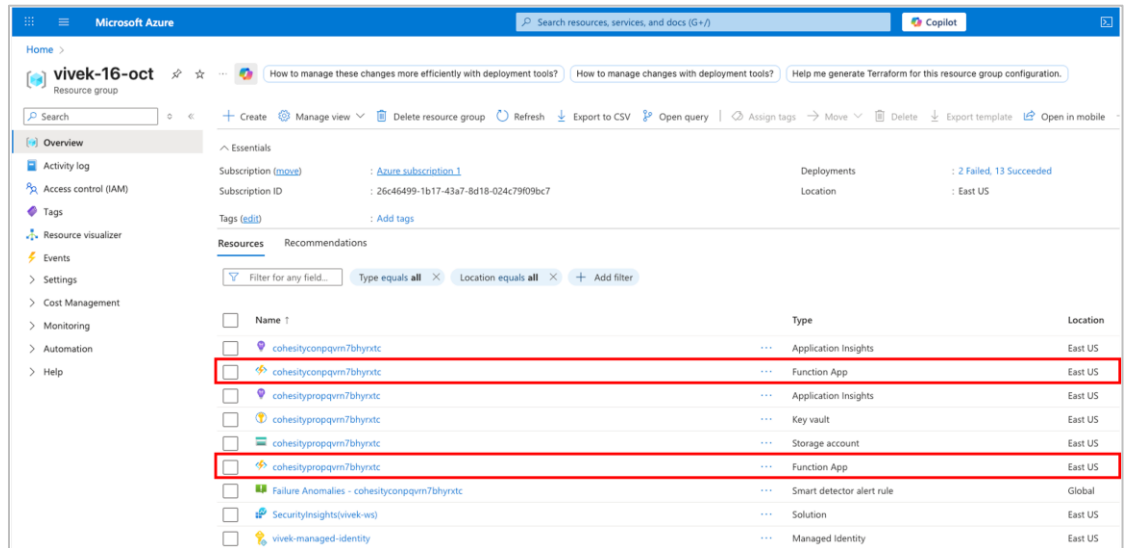 Microsoft Azure
Search resources, services, and docs (G+/)
Copilot
Home >
vivek-16-oct
Resource group
How to manage these changes more efficiently with deployment tools?
How to manage changes with deployment tools?
Help me generate Terraform for this resource group configuration.
Search
Create
Manage view
Delete resource group
Refresh
Export to CSV
Open query
Assign tags
Move
Delete
Export template
Open in mobile
Overview
Activity log
Access control (IAM)
Tags
Resource visualizer
Events
Settings
Cost Management
Monitoring
Automation
Help
Essentials
Subscription (move) : Azure subscription 1
Deployments : 2 Failed, 13 Succeeded
Subscription ID : 26c46499-1b17-43a7-8d18-024c79f09bc7
Location : East US
Tags (edit) : Add tags
Resources Recommendations
Filter for any field...
Type equals all
Location equals all
Add filter
Name ↑ Type Location
cohesityconpqvrn7bhyrxtc ... Application Insights East US
cohesityconpqvrn7bhyrxtc ... Function App East US
cohesitypropqvrn7bhyrxtc ... Application Insights East US
cohesitypropqvrn7bhyrxtc ... Key vault East US
cohesitypropqvrn7bhyrxtc ... Storage account East US
cohesitypropqvrn7bhyrxtc ... Function App East US
Failure Anomalies - cohesityconpqvrn7bhyrxtc ... Smart detector alert rule Global
SecurityInsights(vivek-ws) ... Solution East US
vivek-managed-identity ... Managed Identity East US